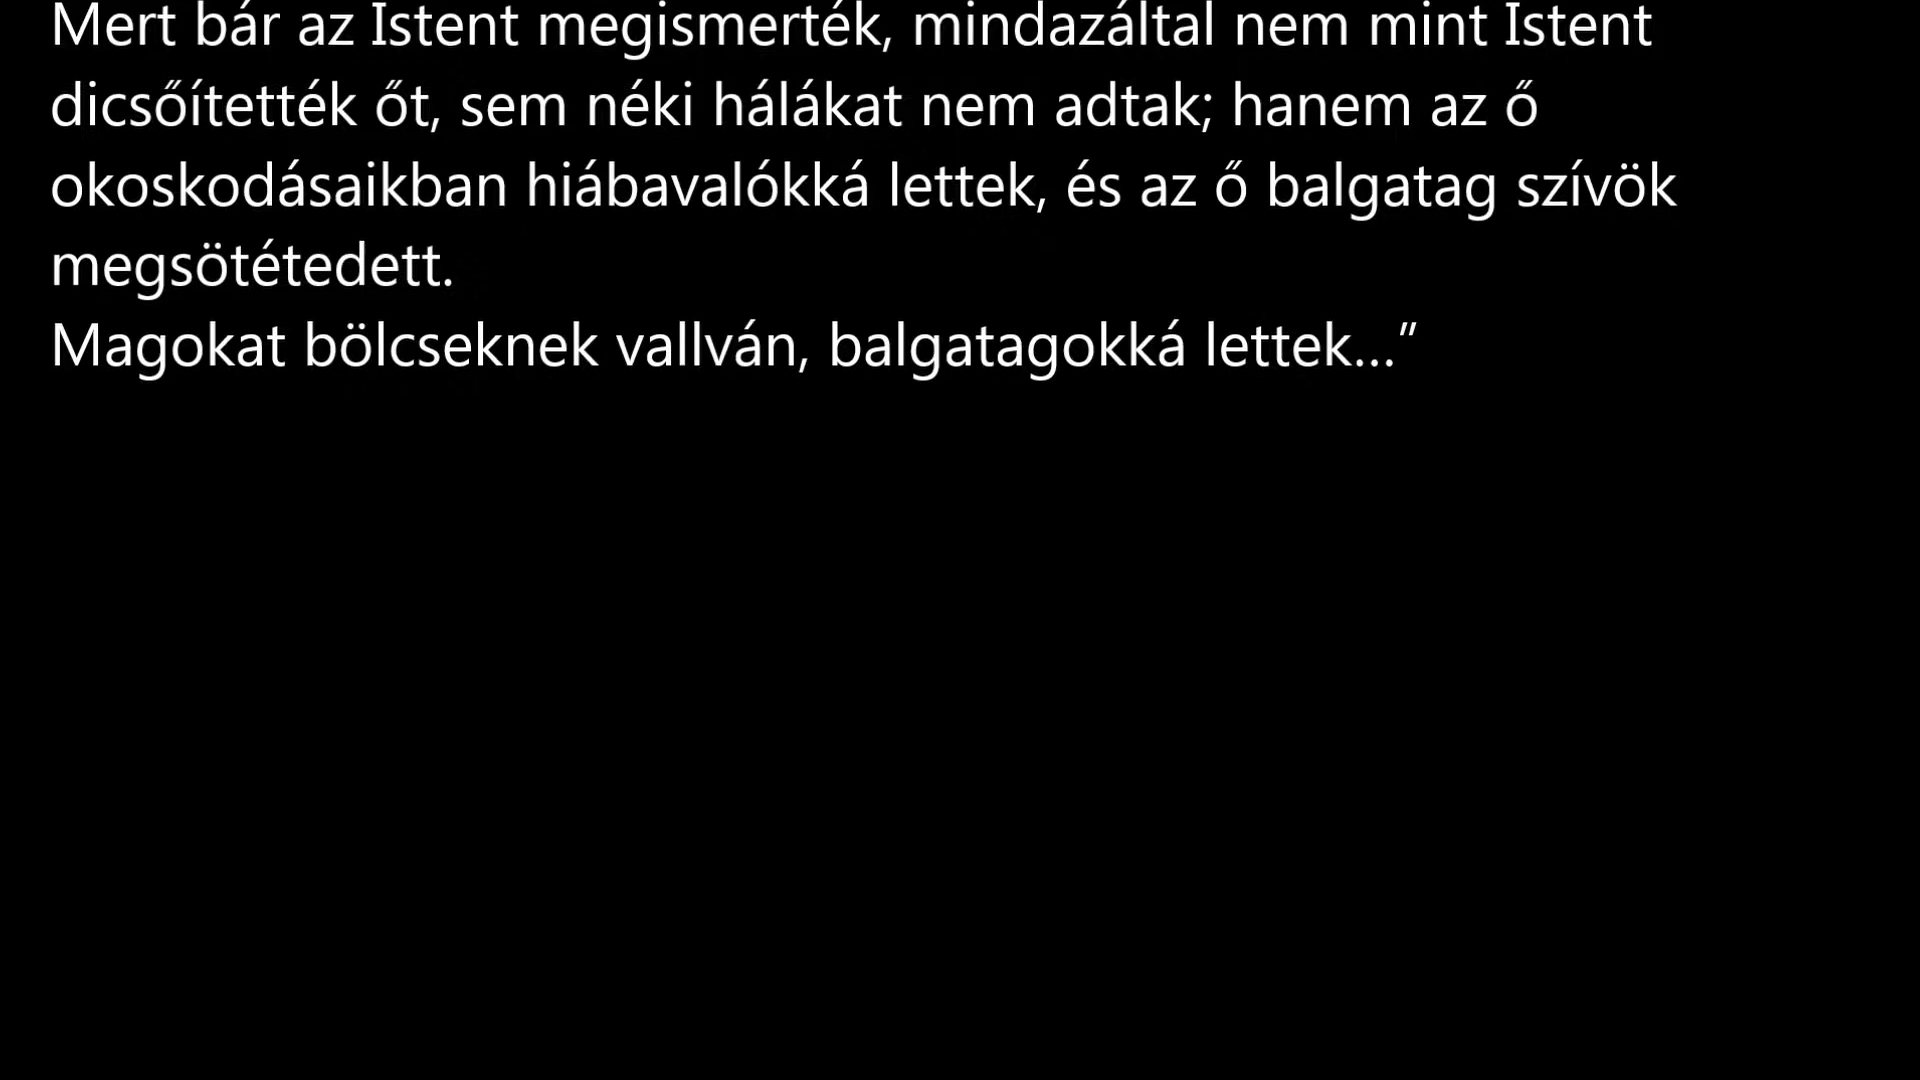 Mert bár az Istent megismerték, mindazáltal nem mint Istent
dicsőítették őt, sem néki hálákat nem adtak; hanem az ő
okoskodásaikban hiábavalókká lettek, és az ő balgatag szívök
megsötétedett.
Magokat bölcseknek vallván, balgatagokká lettek…”